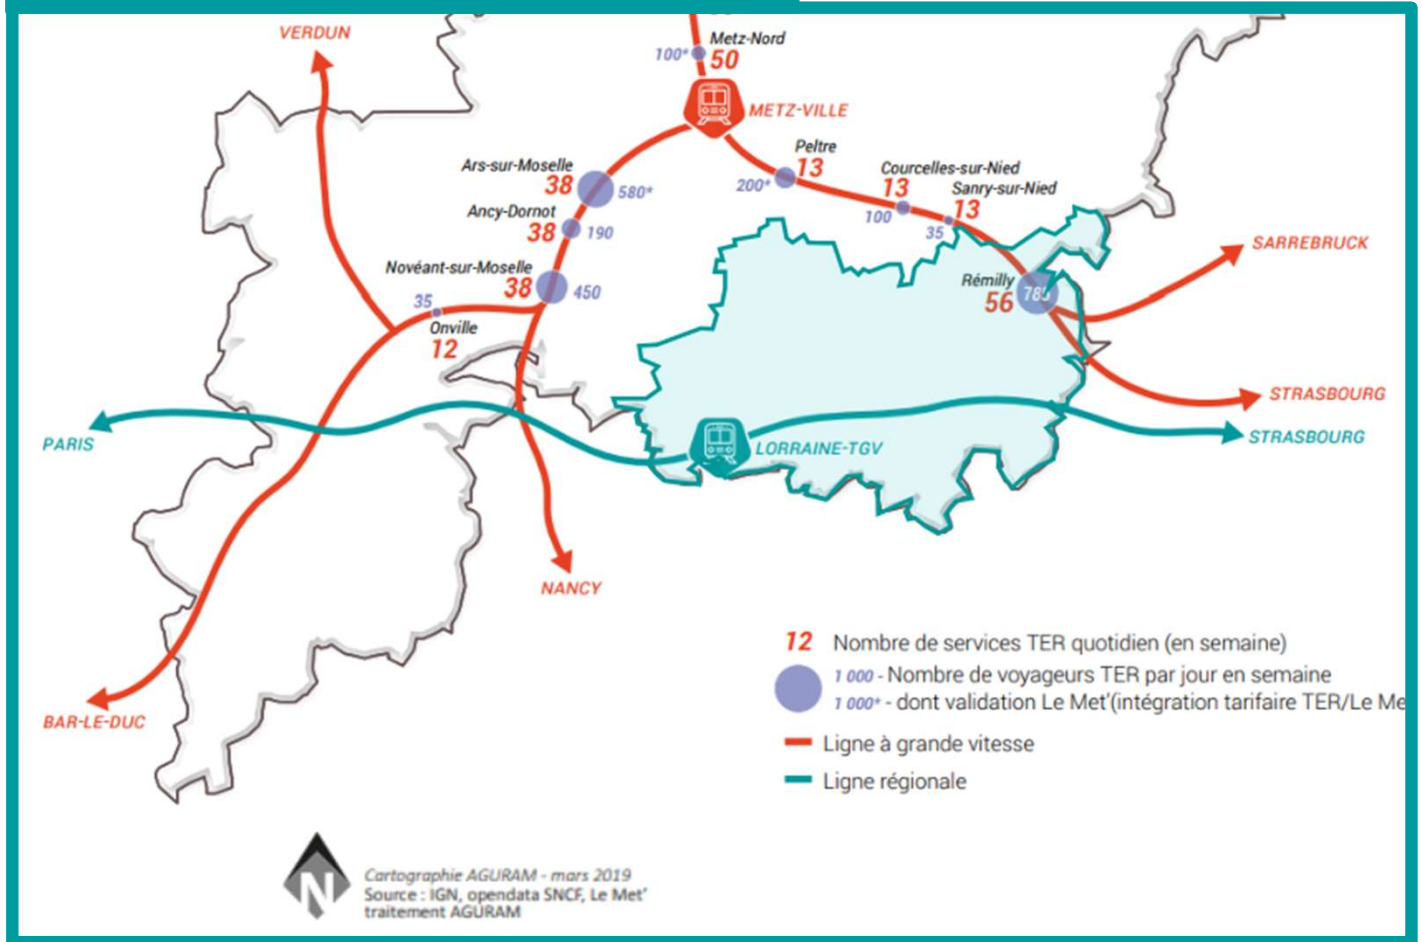 VERDUN
Metz-Nord
100*
50
METZ-VILLE
Peltre
13
200*
Courcelles-sur-Nied
13
100
Sanry-sur-Nied
13
35
Ars-sur-Moselle
38
580*
Ancy-Dornot
38
190
Novéant-sur-Moselle
38
450
35
Onville
12
Rémilly
56
SARREBRUCK
STRASBOURG
STRASBOURG
PARIS
LORRAINE-TGV
NANCY
BAR-LE-DUC
12 Nombre de services TER quotidien (en semaine)
1 000 - Nombre de voyageurs TER par jour en semaine
1 000* - dont validation Le Met'(intégration tarifaire TER/Le Me
Ligne à grande vitesse
Ligne régionale
N
Cartographie AGURAM - mars 2019
Source : IGN, opendata SNCF, Le Met'
traitement AGURAM